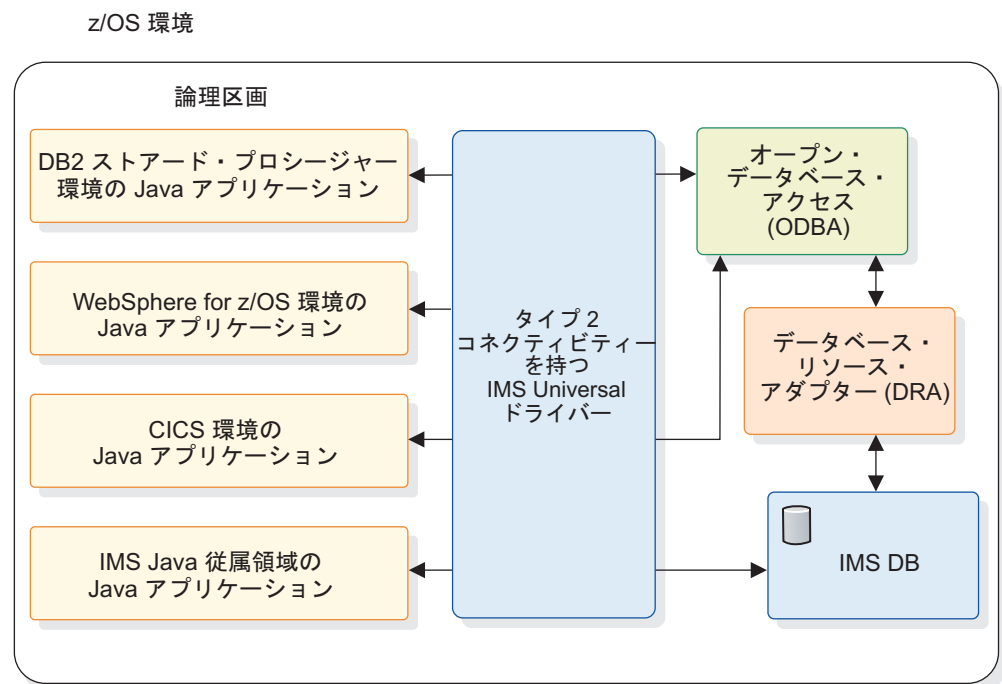 z/OS 環境
論理区画
DB2 ストアード・プロシージャー
環境の Java アプリケーション
WebSphere for z/OS 環境の
Java アプリケーション
CICS 環境の
Java アプリケーション
IMS Java 従属領域の
Java アプリケーション
タイプ 2
コネクティビティー
を持つ
IMS Universal
ドライバー
オープン・
データベース・
アクセス
(ODBA)
データベース・
リソース・
アダプター (DRA)
IMS DB